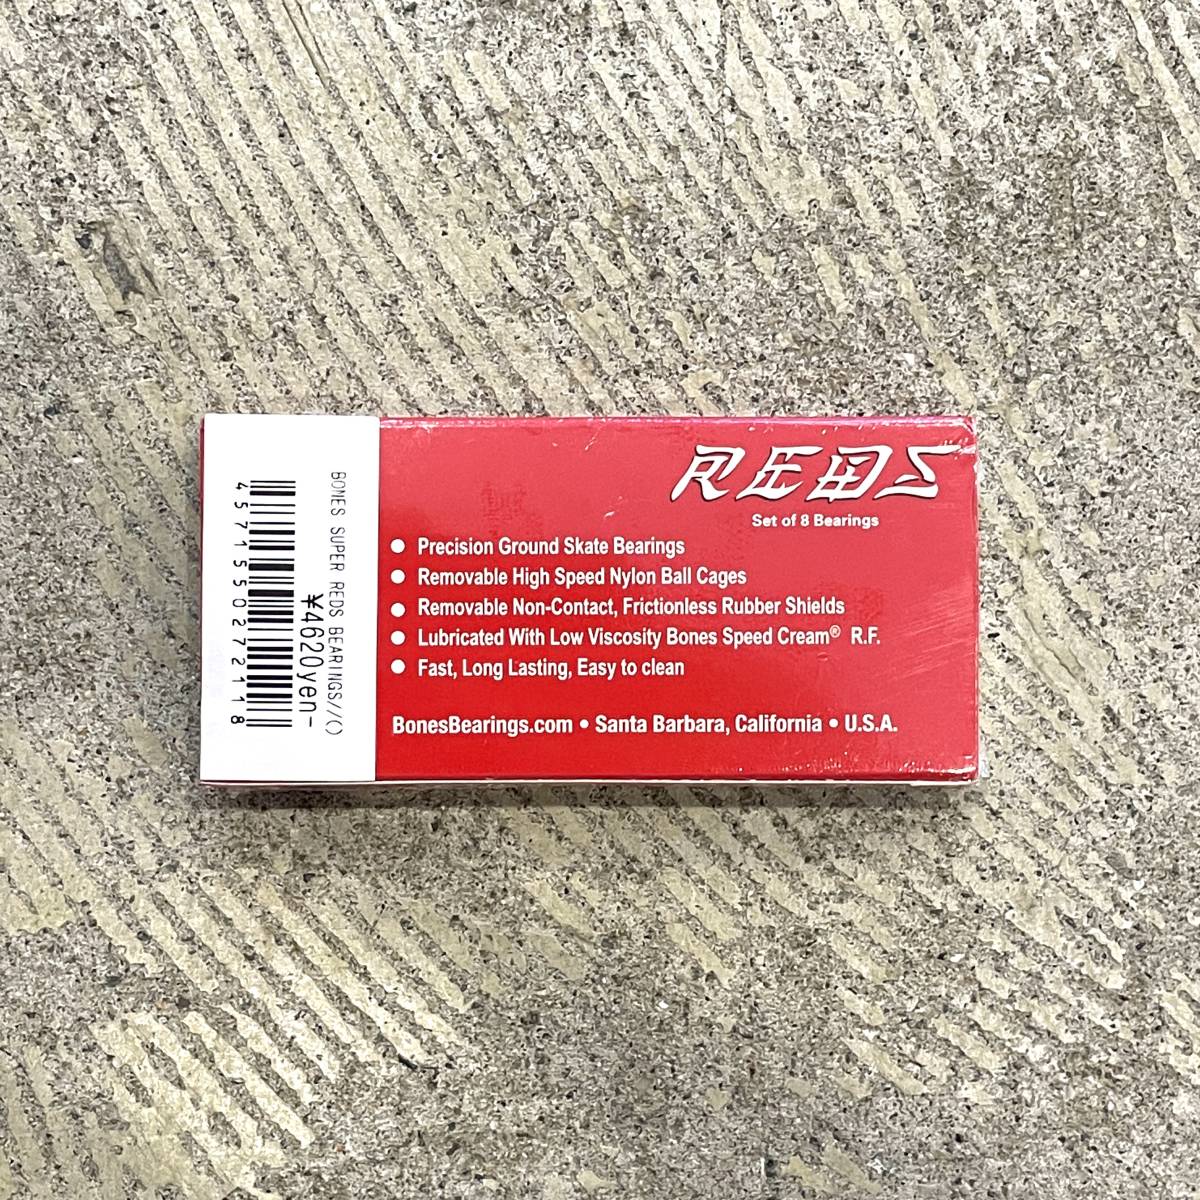 BONES SUPER REDS BEARINGS//()
¥4620yen-
4571550272118
REDS
Set of 8 Bearings
● Precision Ground Skate Bearings
● Removable High Speed Nylon Ball Cages
● Removable Non-Contact, Frictionless Rubber Shields
● Lubricated With Low Viscosity Bones Speed Cream® R.F.
● Fast, Long Lasting, Easy to clean
BonesBearings.com • Santa Barbara, California • U.S.A.